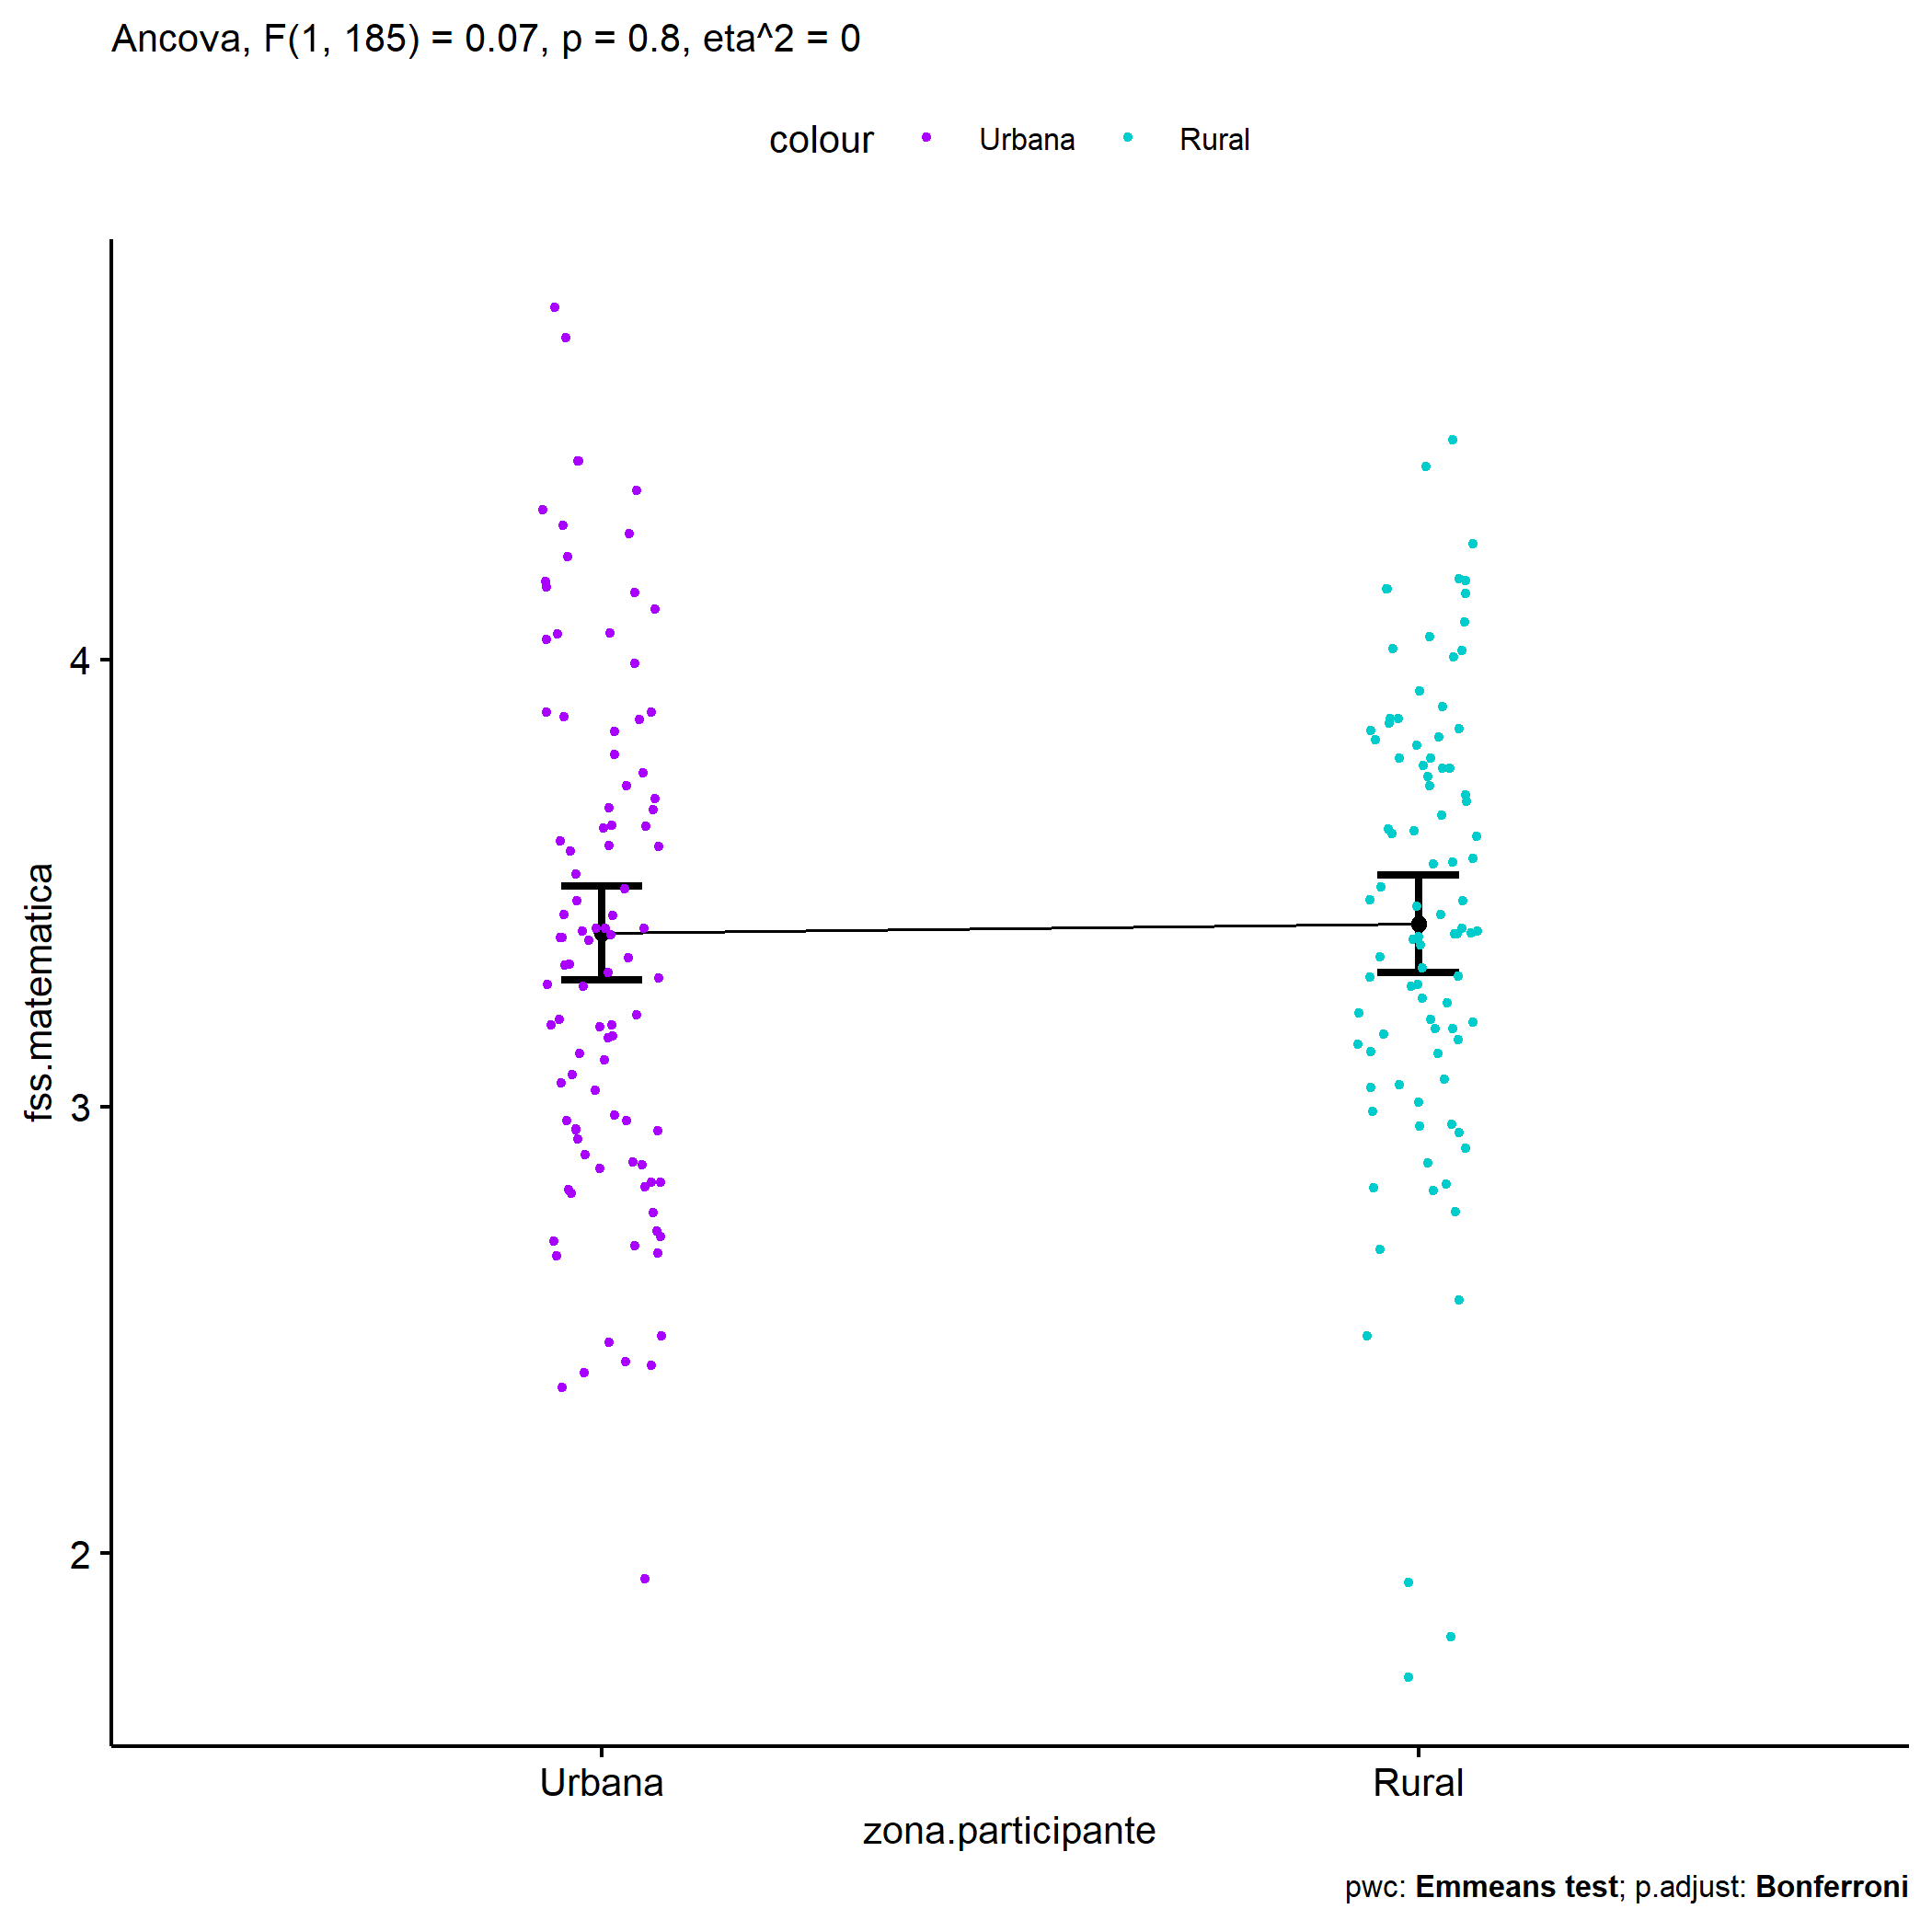 Ancova, F(1, 185) = 0.07, p = 0.8, eta^2 = 0
colour Urbana Rural
fss.matematica
4
3
2
Urbana Rural
zona.participante
pwc: Emmeans test; p.adjust: Bonferroni